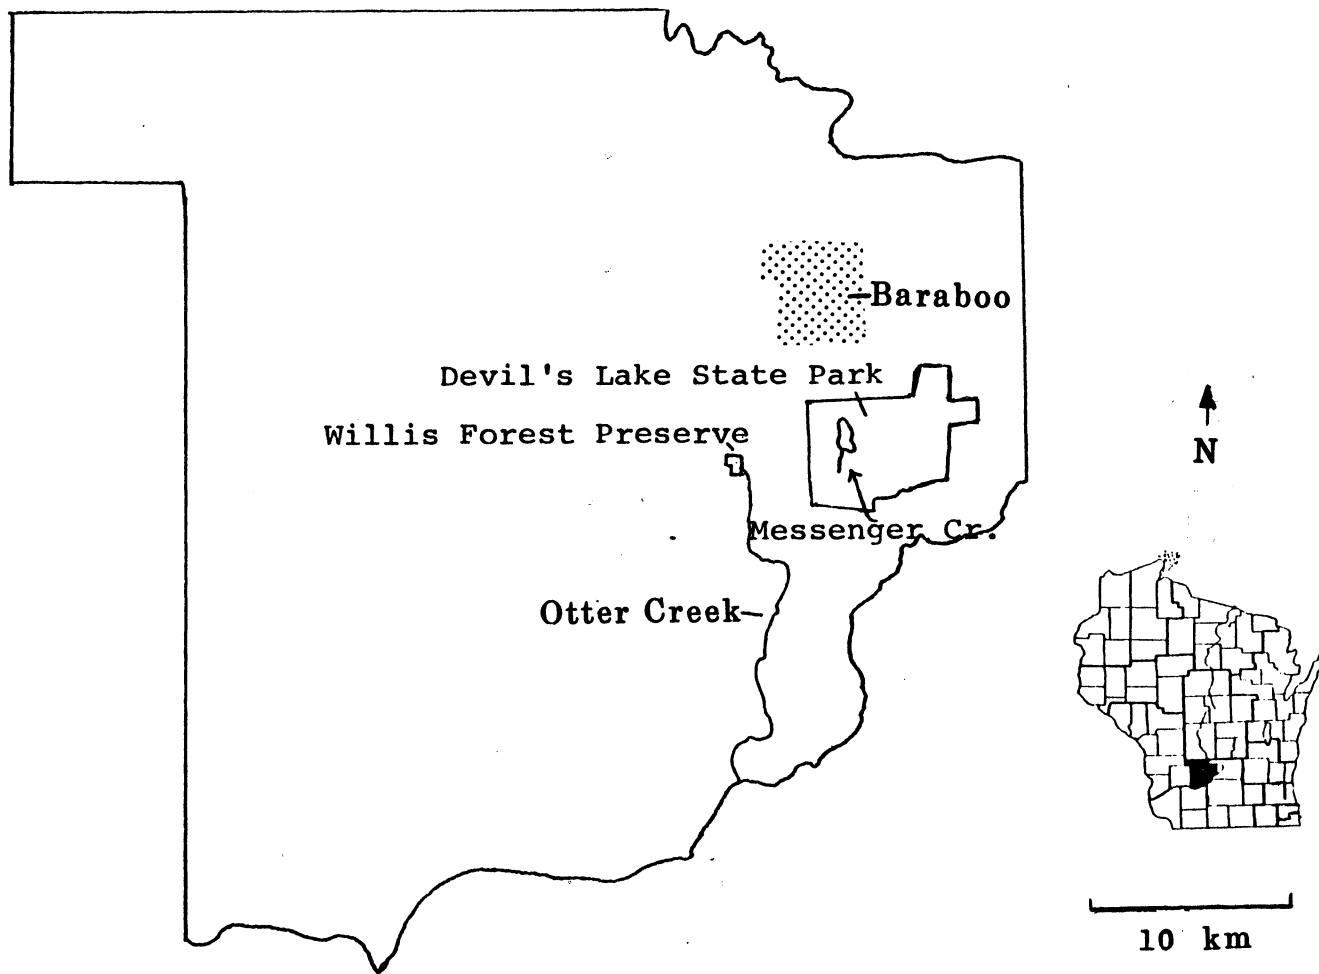 Baraboo
Devil's Lake State Park
Willis Forest Preserve
N
Messenger Cr.
Otter Creek
10 km